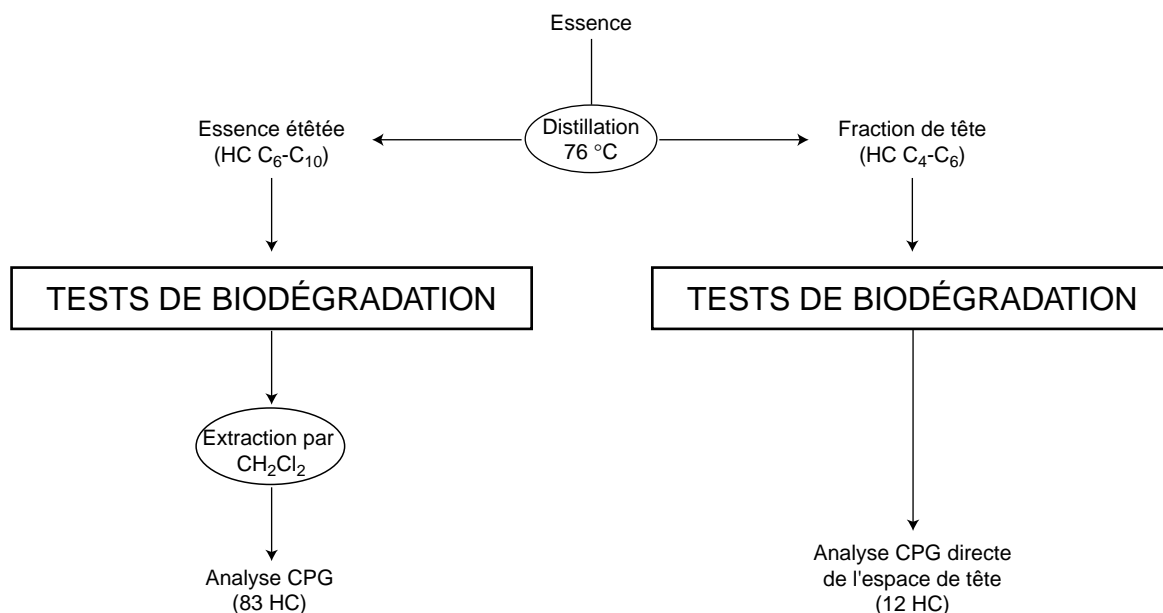 Essence
Distillation
76 °C
Essence étêtée
(HC C₆-C₁₀)
Fraction de tête
(HC C₄-C₆)
TESTS DE BIODÉGRADATION
TESTS DE BIODÉGRADATION
Extraction par
CH₂Cl₂
Analyse CPG
(83 HC)
Analyse CPG directe
de l'espace de tête
(12 HC)